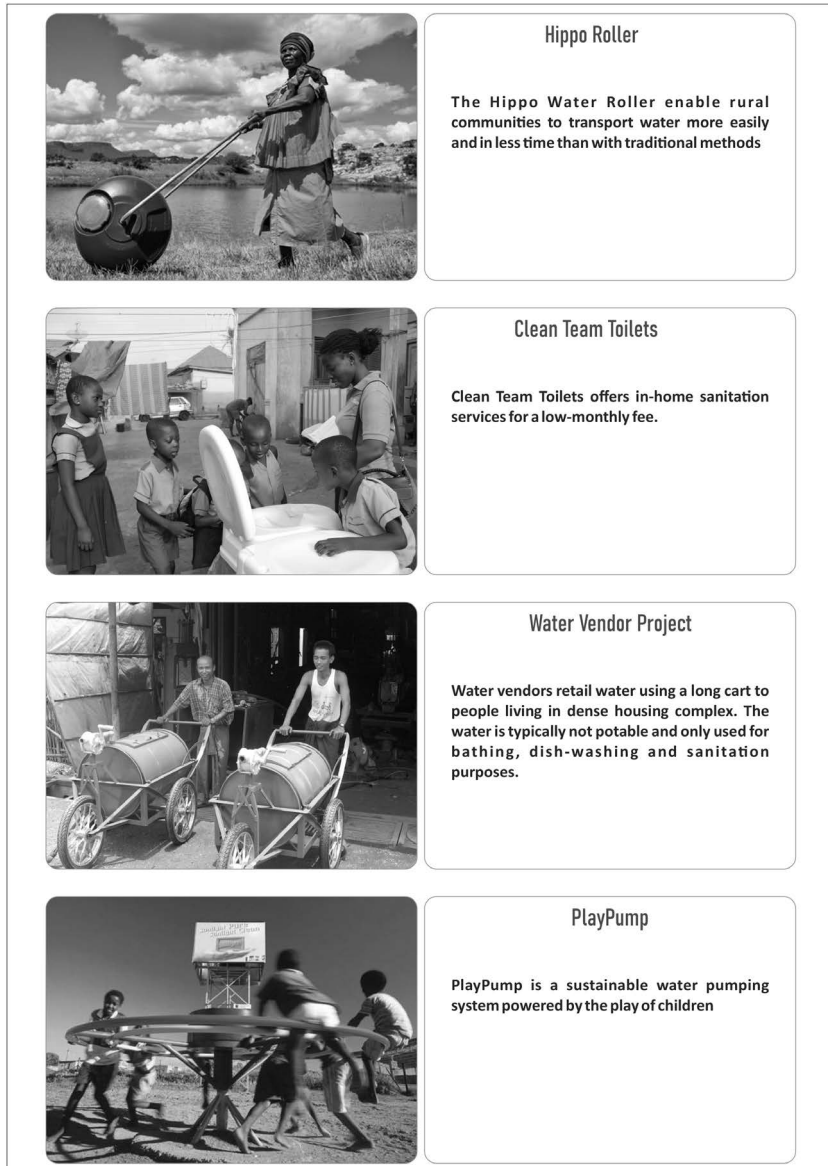 Hippo Roller
The Hippo Water Roller enable rural
communities to transport water more easily
and in less time than with traditional methods
Clean Team Toilets
Clean Team Toilets offers in-home sanitation
services for a low-monthly fee.
Water Vendor Project
Water vendors retail water using a long cart to
people living in dense housing complex. The
water is typically not potable and only used for
bathing, dish-washing and sanitation
purposes.
PlayPump
PlayPump is a sustainable water pumping
system powered by the play of children